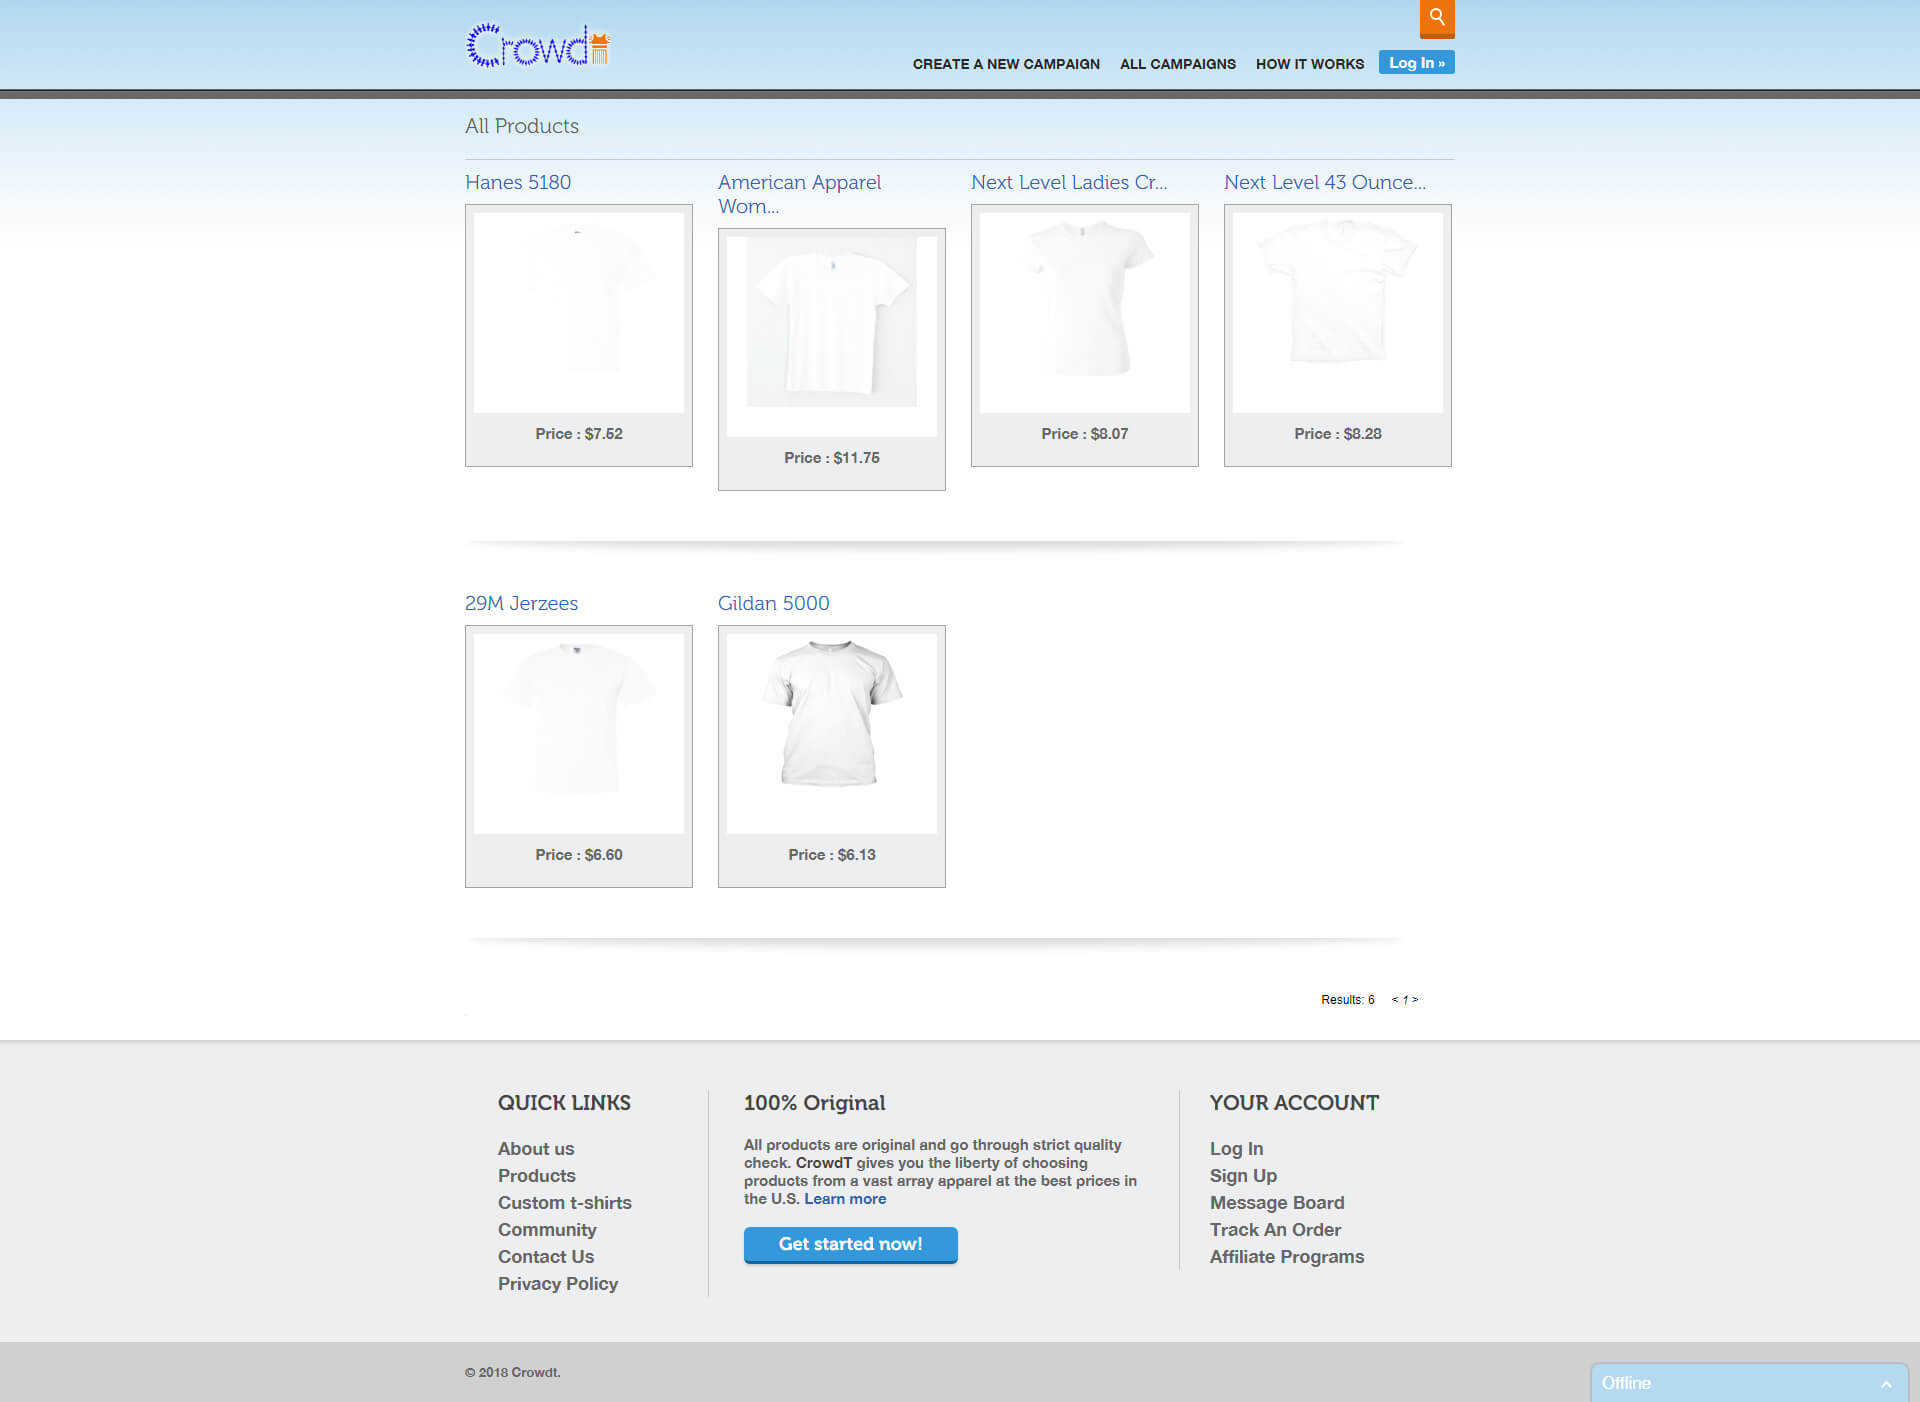 Crowdt
CREATE A NEW CAMPAIGN ALL CAMPAIGNS HOW IT WORKS Log In »
All Products
Hanes 5180
American Apparel
Wom...
Next Level Ladies Cr...
Next Level 43 Ounce...
Price : $7.52
Price : $11.75
Price : $8.07
Price : $8.28
29M Jerzees
Gildan 5000
Price : $6.60
Price : $6.13
Results: 6 < 1 >
QUICK LINKS
About us
Products
Custom t-shirts
Community
Contact Us
Privacy Policy
100% Original
All products are original and go through strict quality
check. CrowdT gives you the liberty of choosing
products from a vast array apparel at the best prices in
the U.S. Learn more
Get started now!
YOUR ACCOUNT
Log In
Sign Up
Message Board
Track An Order
Affiliate Programs
© 2018 Crowdt.
Offline